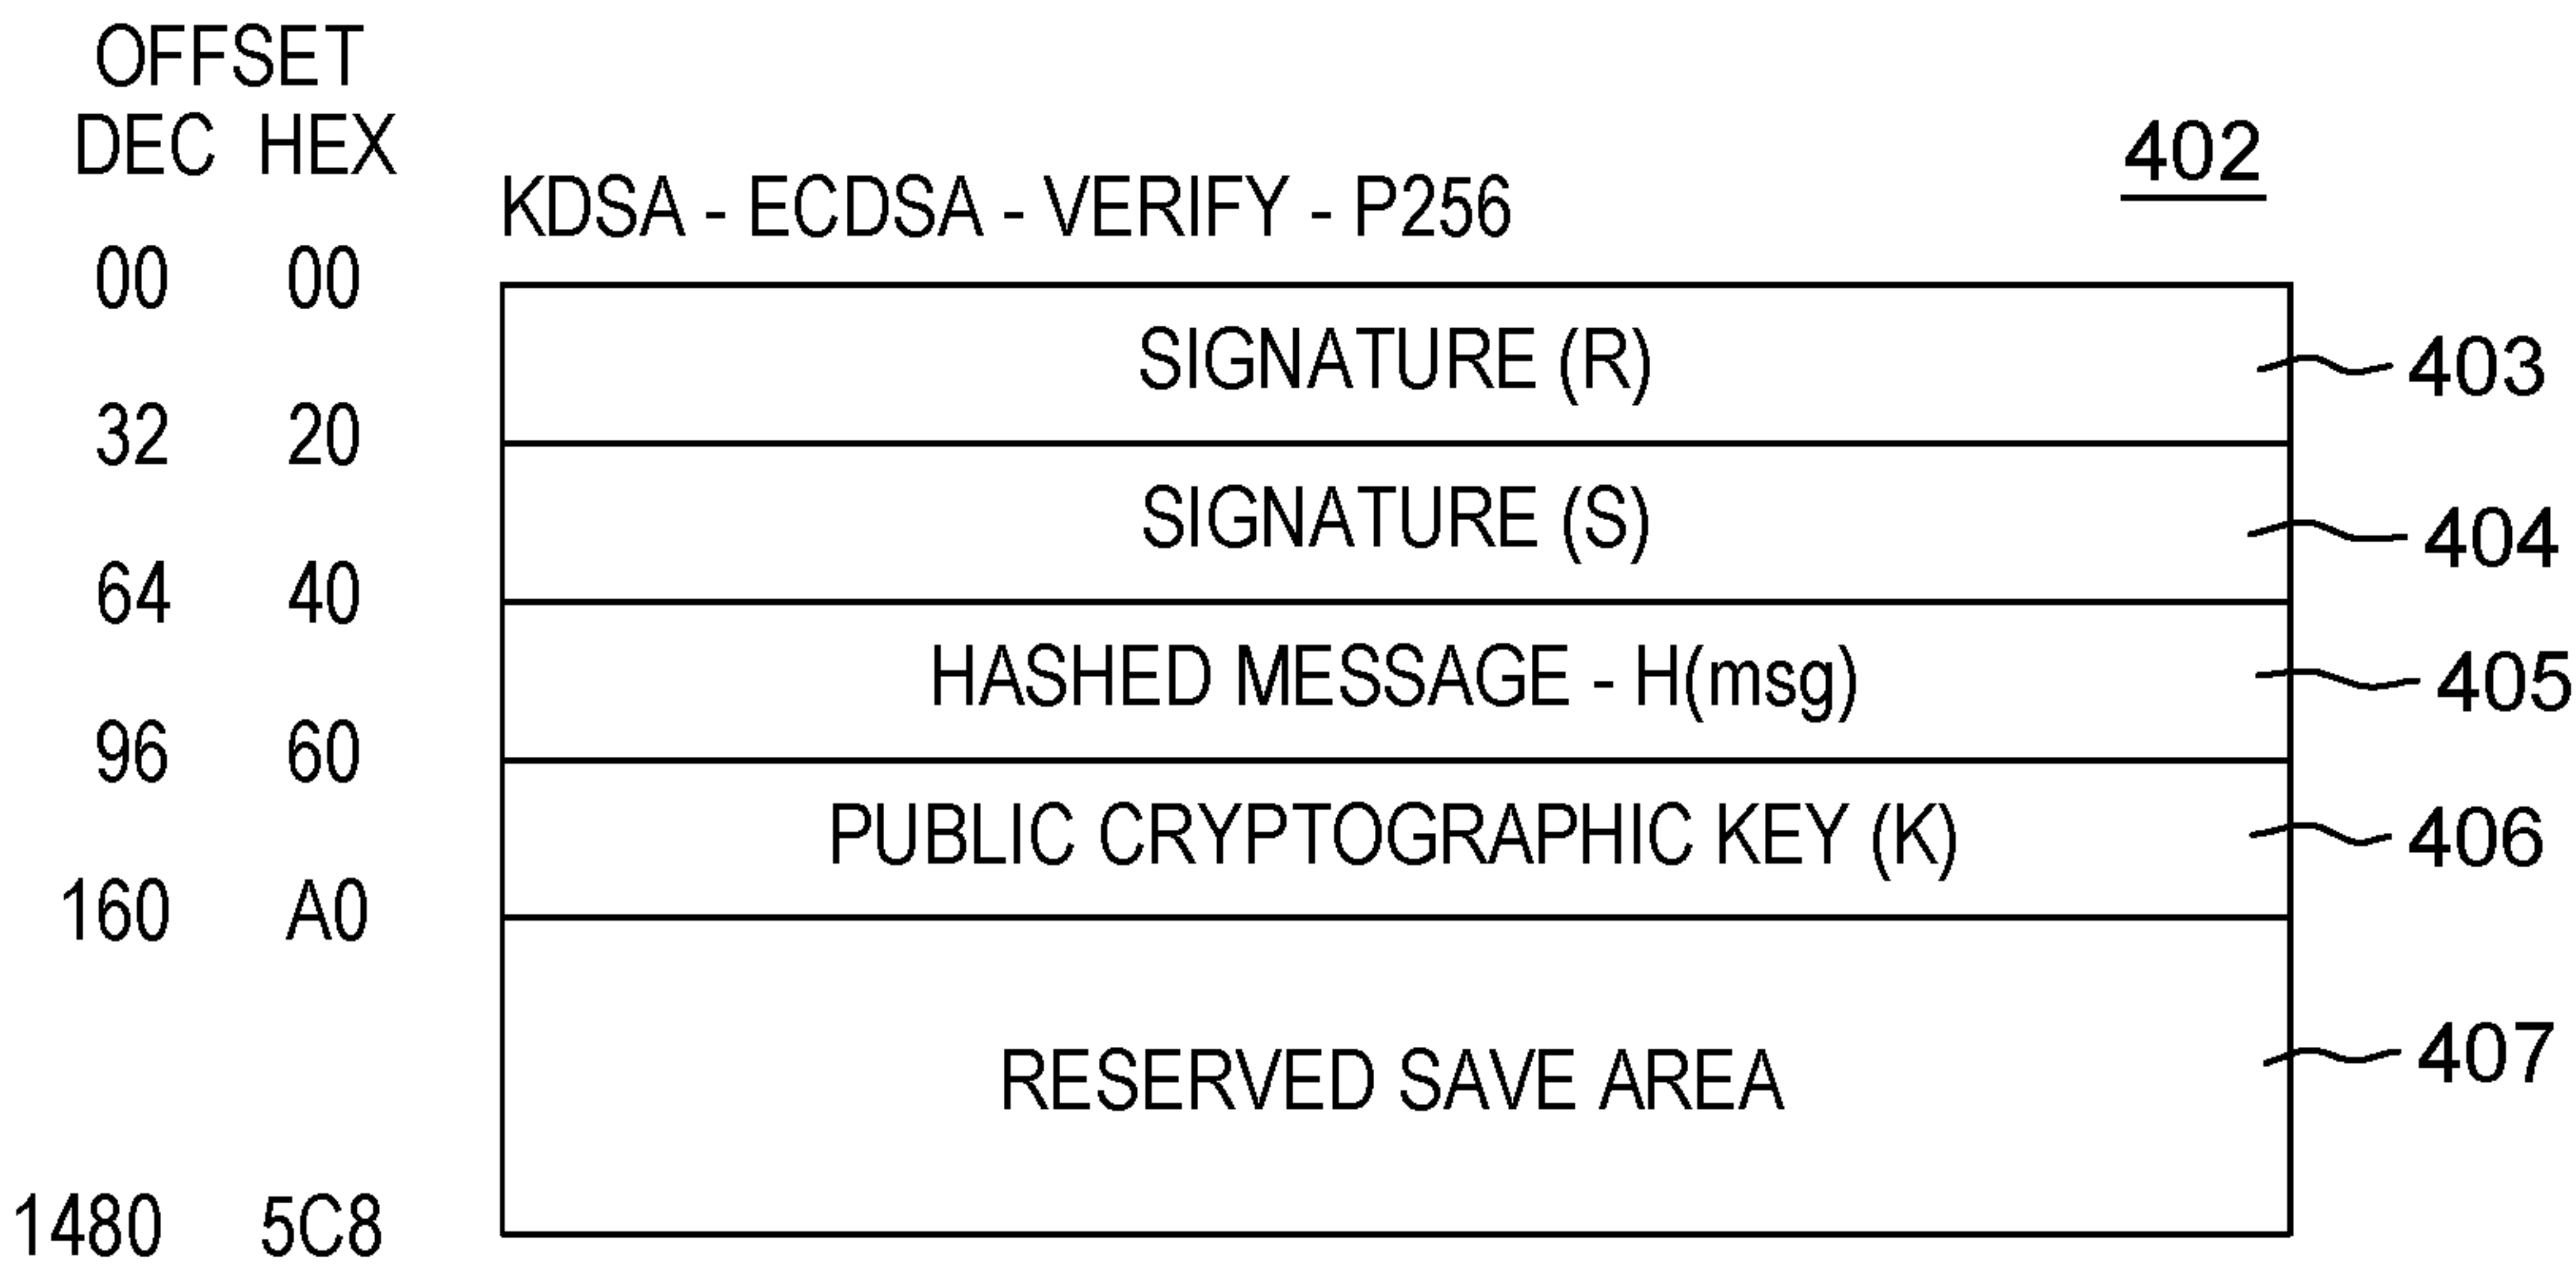 OFFSET
DEC HEX
402
KDSA - ECDSA - VERIFY - P256
00 00
SIGNATURE (R) 403
32 20
SIGNATURE (S) 404
64 40
HASHED MESSAGE - H(msg) 405
96 60
PUBLIC CRYPTOGRAPHIC KEY (K) 406
160 A0
RESERVED SAVE AREA 407
1480 5C8